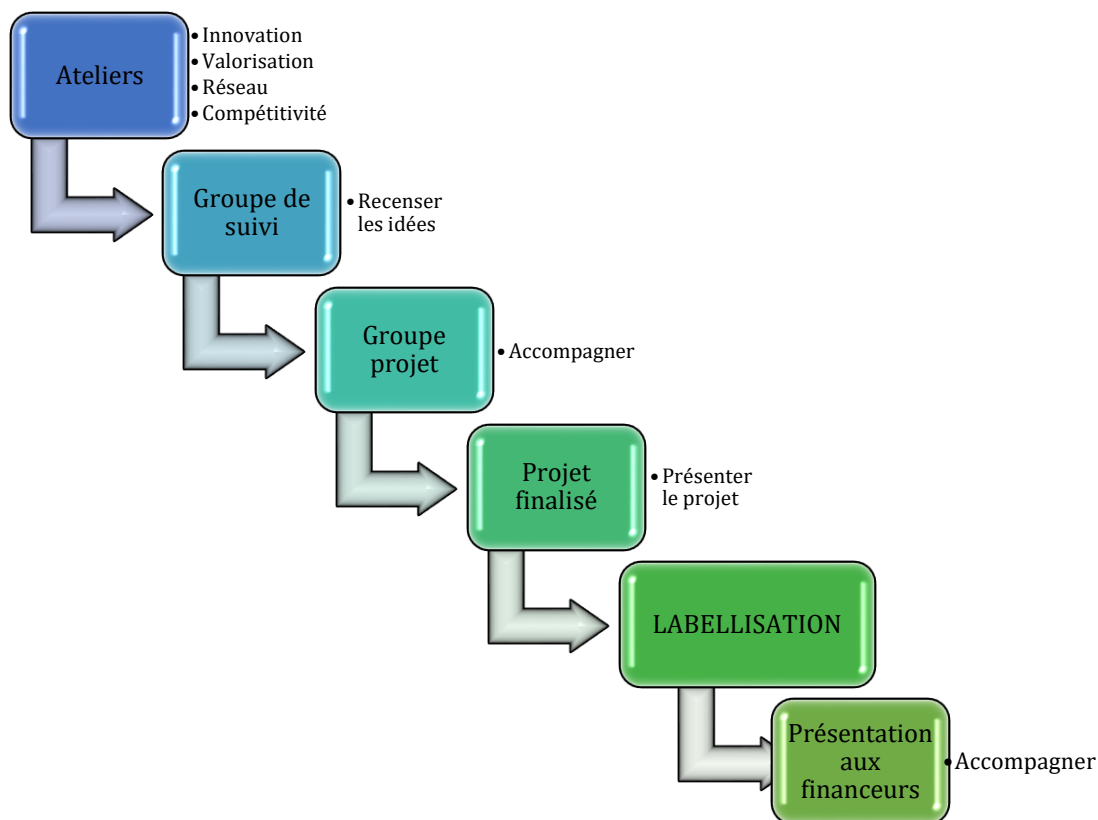 Ateliers
• Innovation
• Valorisation
• Réseau
• Compétitivité
Groupe de
suivi
• Recenser
les idées
Groupe
projet
• Accompagner
Projet
finalisé
• Présenter
le projet
LABELLISATION
Présentation
aux
financeurs
• Accompagner